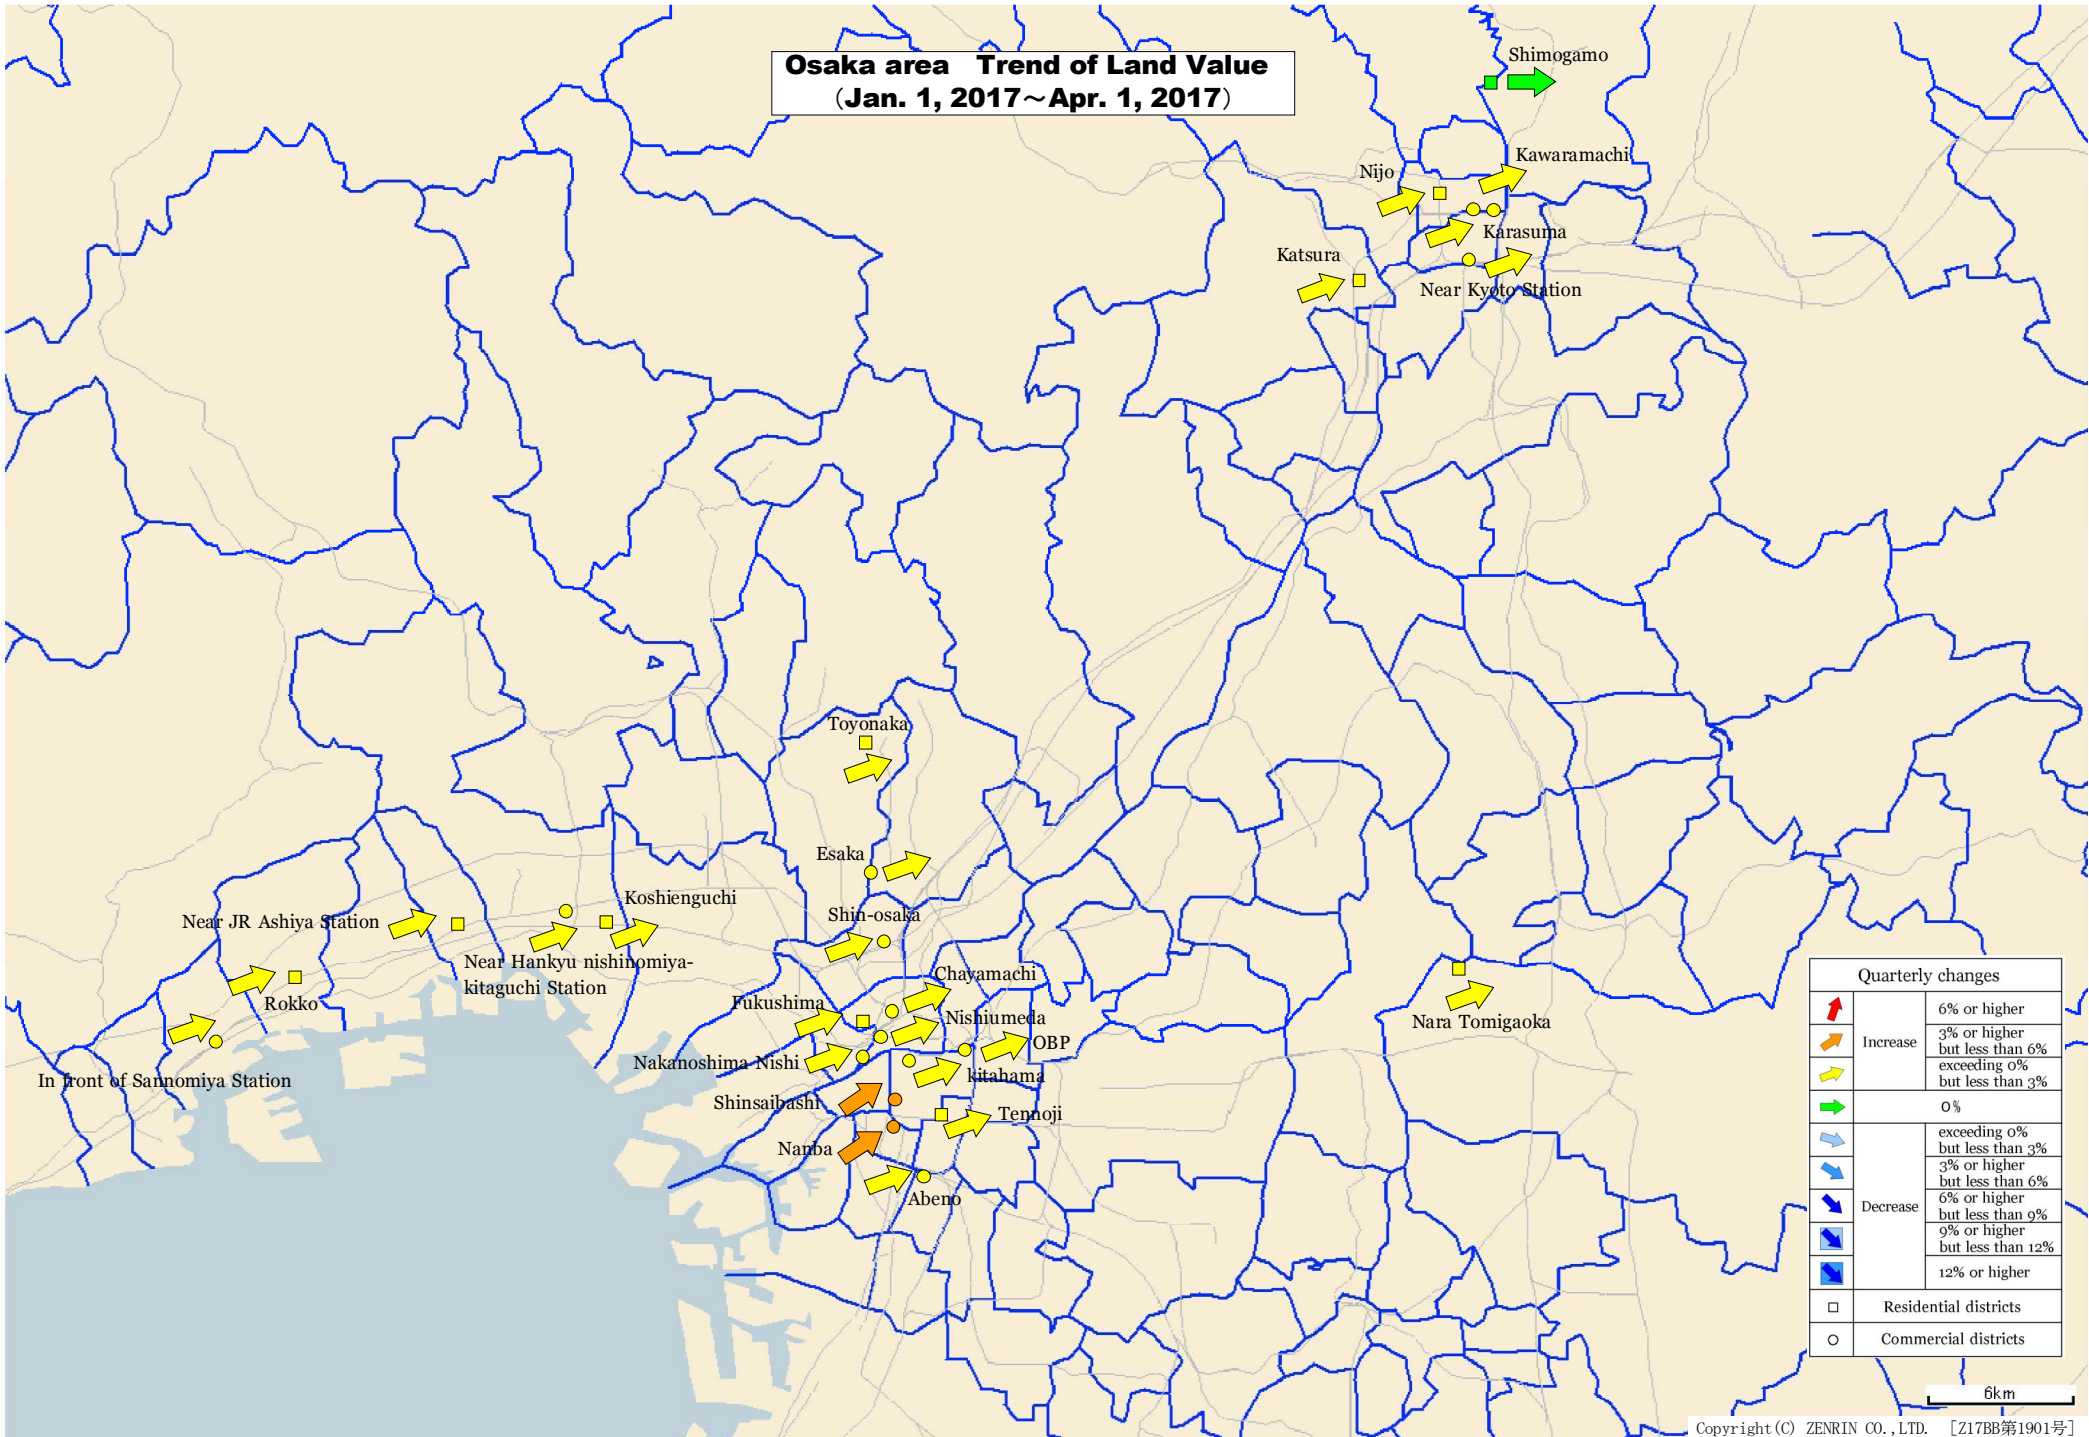 Osaka area Trend of Land Value
(Jan. 1, 2017～Apr. 1, 2017)
Shimogamo
Kawaramachi
Nijo
Karasuma
Katsura
Near Kyoto Station
Toyonaka
Esaka
Koshienguchi
Near JR Ashiya Station
Shin-osaka
Near Hankyu nishinomiya-
kitaguchi Station
Chayamachi
Rokko
Fukushima
Nishiumeda
Nara Tomigaoka
OBP
Nakanoshima-Nishi
kitahama
In front of Sannomiya Station
Shinsaibashi
Tennoji
Nanba
Abeno
Quarterly changes
Increase
6% or higher
3% or higher
but less than 6%
exceeding 0%
but less than 3%
0%
Decrease
exceeding 0%
but less than 3%
3% or higher
but less than 6%
6% or higher
but less than 9%
9% or higher
but less than 12%
12% or higher
Residential districts
Commercial districts
6km
Copyright(C) ZENRIN CO.,LTD. [Z17BB第1901号]